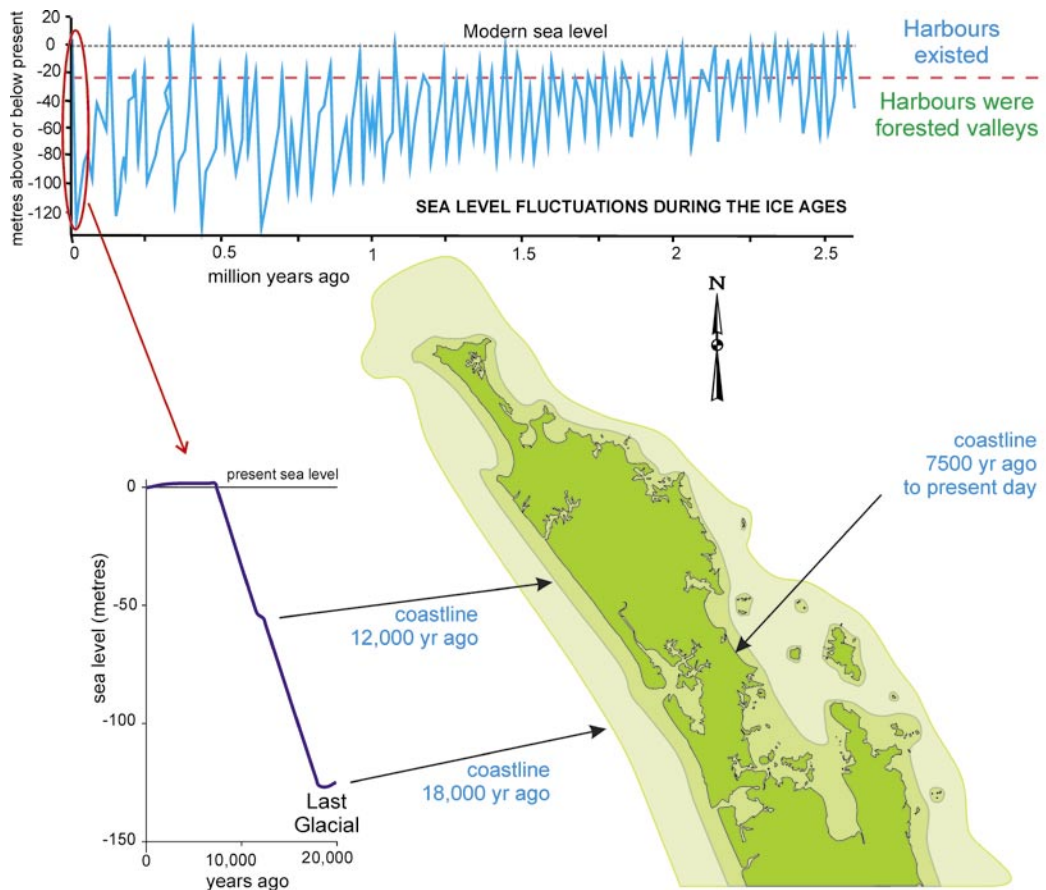 metres above or below present
20
0
-20
-40
-60
-80
-100
-120
Modern sea level
Harbours
existed
Harbours were
forested valleys
SEA LEVEL FLUCTUATIONS DURING THE ICE AGES
0
0.5
1
1.5
2
2.5
million years ago
N
present sea level
sea level (metres)
0
-50
-100
-150
Last
Glacial
0
10,000
20,000
years ago
coastline
7500 yr ago
to present day
coastline
12,000 yr ago
coastline
18,000 yr ago